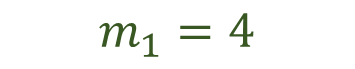 m₁ = 4